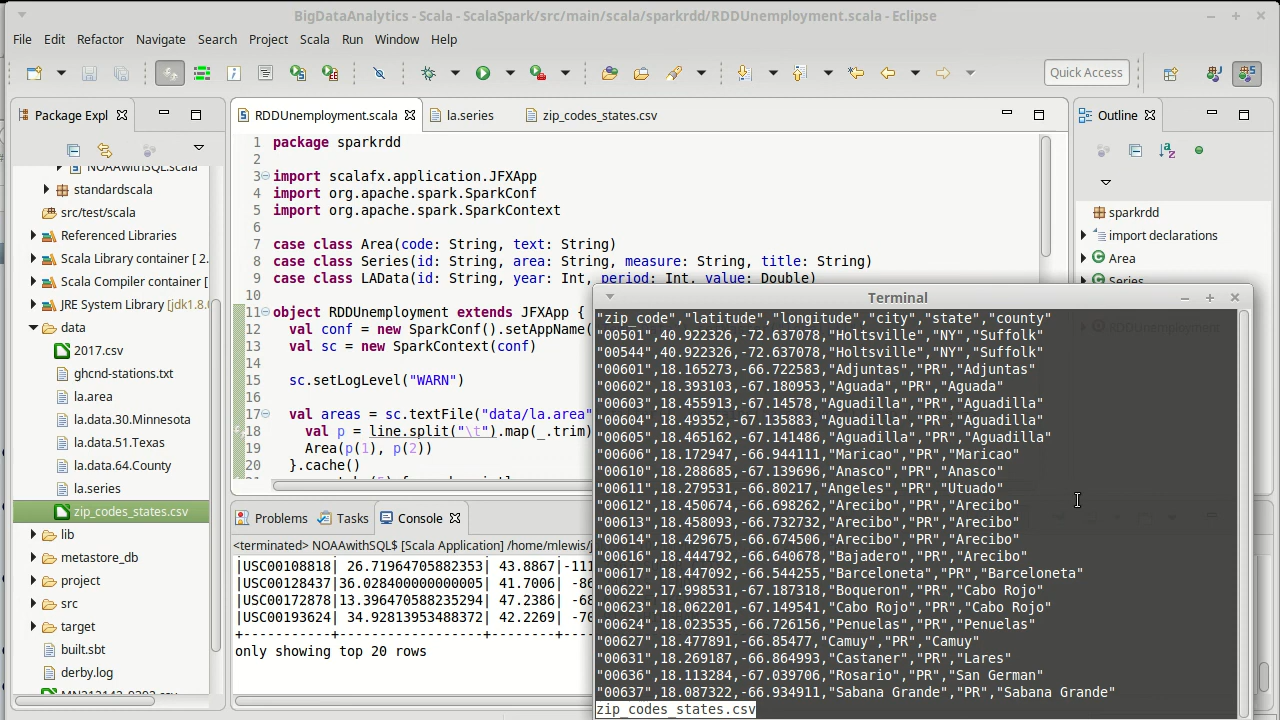 BigDataAnalytics - Scala - ScalaSpark/src/main/scala/sparkrdd/RDDUnemployment.scala - Eclipse
File Edit Refactor Navigate Search Project Scala Run Window Help
Quick Access
Package Expl
NOAAwithSQL.scala
standardscala
src/test/scala
Referenced Libraries
Scala Library container [ 2.
Scala Compiler container [
JRE System Library [jdk1.8.0
data
2017.csv
ghcnd-stations.txt
la.area
la.data.30.Minnesota
la.data.51.Texas
la.data.64.County
la.series
zip_codes_states.csv
lib
metastore_db
project
src
target
built.sbt
derby.log
RDDUnemployment.scala la.series zip_codes_states.csv
1 package sparkrdd
2
3 import scalafx.application.JFXApp
4 import org.apache.spark.SparkConf
5 import org.apache.spark.SparkContext
6
7 case class Area(code: String, text: String)
8 case class Series(id: String, area: String, measure: String, title: String)
9 case class LAData(id: String, year: Int, period: Int, value: Double)
10
11 object RDDUnemployment extends JFXApp {
12 val conf = new SparkConf().setAppName(
13 val sc = new SparkContext(conf)
14
15 sc.setLogLevel("WARN")
16
17 val areas = sc.textFile("data/la.area"
18 val p = line.split("\t").map(_.trim)
19 Area(p(1), p(2))
20 }.cache()
Outline
sparkrdd
import declarations
Area
Series
RDDUnemployment
Problems Tasks Console
<terminated> NOAAwithSQL$ [Scala Application] /home/mlewis/j
|USC00108818| 26.71964705882353| 43.8867|-111
|USC00128437|36.028400000000005| 41.7006| -86
|USC00172878|13.396470588235294| 47.2386| -68
|USC00193624| 34.92813953488372| 42.2269| -70
+-----------+------------------+--------+-----
only showing top 20 rows
Terminal
"zip_code","latitude","longitude","city","state","county"
"00501",40.922326,-72.637078,"Holtsville","NY","Suffolk"
"00544",40.922326,-72.637078,"Holtsville","NY","Suffolk"
"00601",18.165273,-66.722583,"Adjuntas","PR","Adjuntas"
"00602",18.393103,-67.180953,"Aguada","PR","Aguada"
"00603",18.455913,-67.14578,"Aguadilla","PR","Aguadilla"
"00604",18.49352,-67.135883,"Aguadilla","PR","Aguadilla"
"00605",18.465162,-67.141486,"Aguadilla","PR","Aguadilla"
"00606",18.172947,-66.944111,"Maricao","PR","Maricao"
"00610",18.288685,-67.139696,"Anasco","PR","Anasco"
"00611",18.279531,-66.80217,"Angeles","PR","Utuado"
"00612",18.450674,-66.698262,"Arecibo","PR","Arecibo"
"00613",18.458093,-66.732732,"Arecibo","PR","Arecibo"
"00614",18.429675,-66.674506,"Arecibo","PR","Arecibo"
"00616",18.444792,-66.640678,"Bajadero","PR","Arecibo"
"00617",18.447092,-66.544255,"Barceloneta","PR","Barceloneta"
"00622",17.998531,-67.187318,"Boqueron","PR","Cabo Rojo"
"00623",18.062201,-67.149541,"Cabo Rojo","PR","Cabo Rojo"
"00624",18.023535,-66.726156,"Penuelas","PR","Penuelas"
"00627",18.477891,-66.85477,"Camuy","PR","Camuy"
"00631",18.269187,-66.864993,"Castaner","PR","Lares"
"00636",18.113284,-67.039706,"Rosario","PR","San German"
"00637",18.087322,-66.934911,"Sabana Grande","PR","Sabana Grande"
zip_codes_states.csv